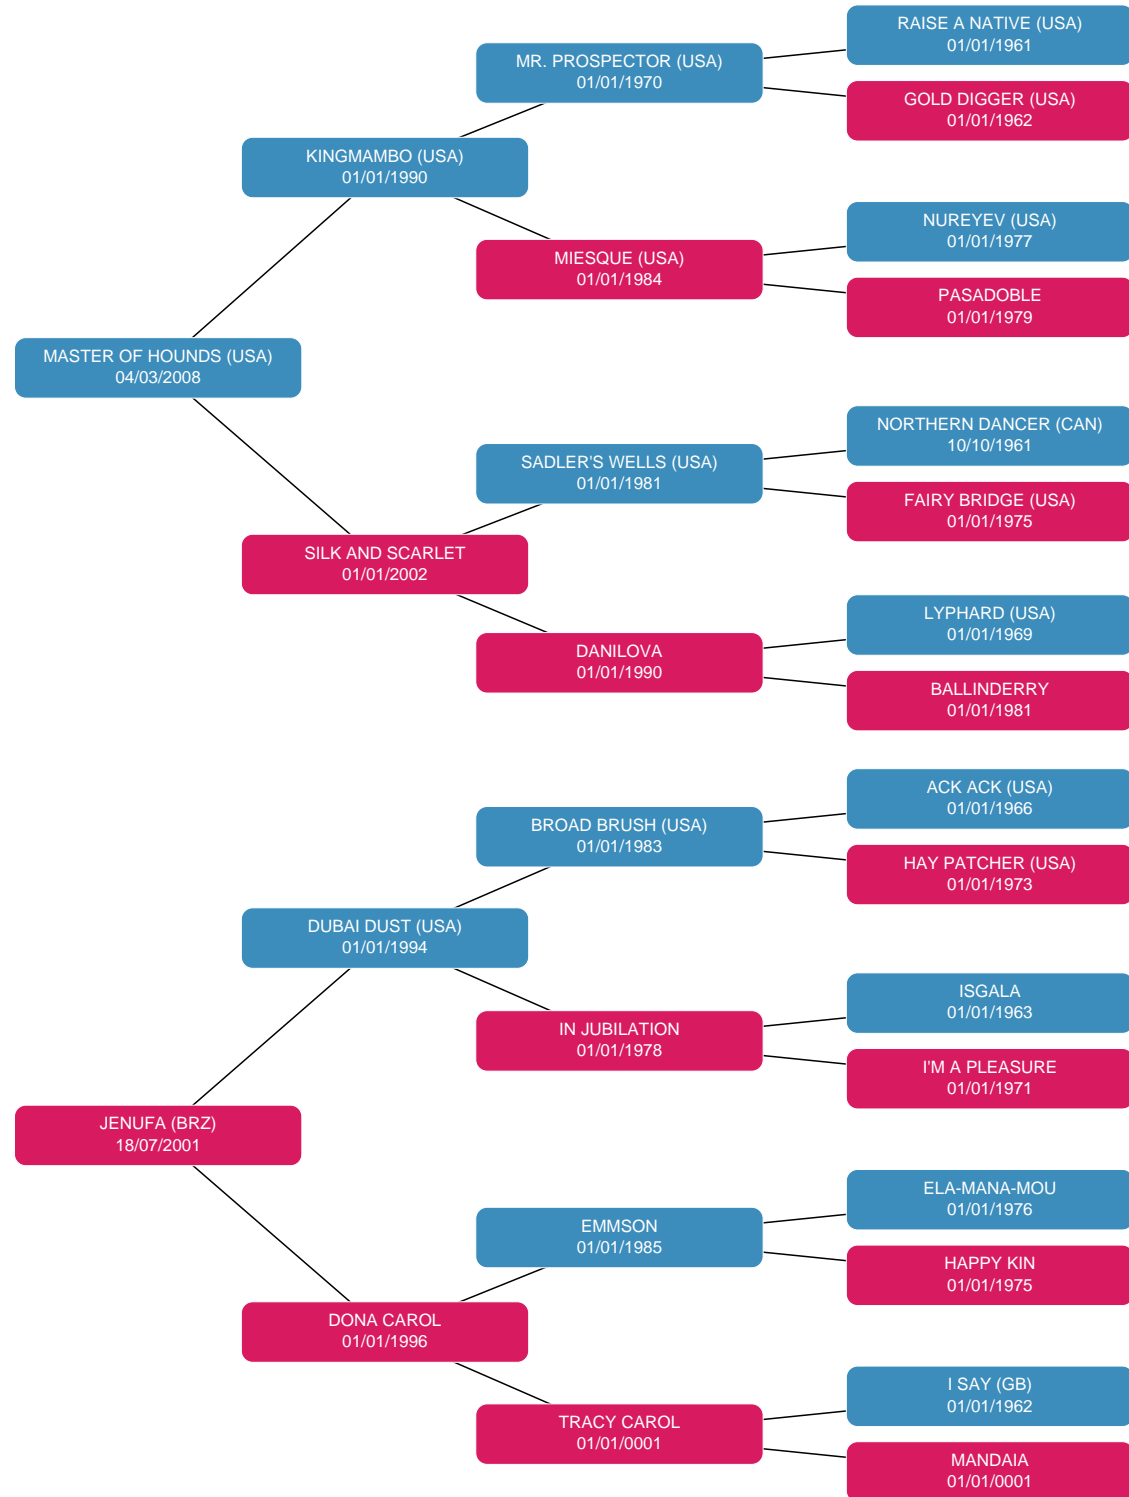 RAISE A NATIVE (USA)
01/01/1961
MR. PROSPECTOR (USA)
01/01/1970
GOLD DIGGER (USA)
01/01/1962
KINGMAMBO (USA)
01/01/1990
NUREYEV (USA)
01/01/1977
MIESQUE (USA)
01/01/1984
PASADOBLE
01/01/1979
MASTER OF HOUNDS (USA)
04/03/2008
NORTHERN DANCER (CAN)
10/10/1961
SADLER'S WELLS (USA)
01/01/1981
FAIRY BRIDGE (USA)
01/01/1975
SILK AND SCARLET
01/01/2002
LYPHARD (USA)
01/01/1969
DANILOVA
01/01/1990
BALLINDERRY
01/01/1981
ACK ACK (USA)
01/01/1966
BROAD BRUSH (USA)
01/01/1983
HAY PATCHER (USA)
01/01/1973
DUBAI DUST (USA)
01/01/1994
ISGALA
01/01/1963
IN JUBILATION
01/01/1978
I'M A PLEASURE
01/01/1971
JENUFA (BRZ)
18/07/2001
ELA-MANA-MOU
01/01/1976
EMMSON
01/01/1985
HAPPY KIN
01/01/1975
DONA CAROL
01/01/1996
I SAY (GB)
01/01/1962
TRACY CAROL
01/01/0001
MANDAIA
01/01/0001